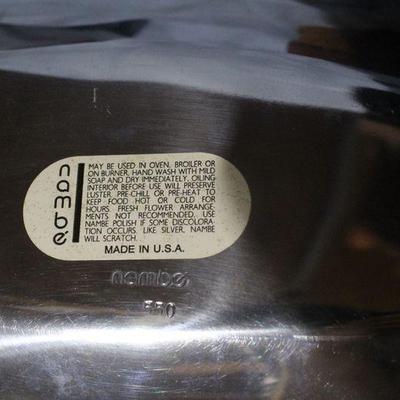 nambé
MAY BE USED IN OVEN, BROILER OR
ON BURNER. HAND WASH WITH MILD
SOAP AND DRY IMMEDIATELY. OILING
INTERIOR BEFORE USE WILL PRESERVE
LUSTER. PRE-CHILL OR PRE-HEAT TO
KEEP FOOD HOT OR COLD FOR
HOURS. FRESH FLOWER ARRANGE-
MENTS NOT RECOMMENDED. USE
NAMBE POLISH IF SOME DISCOLORA-
TION OCCURS. LIKE SILVER, NAMBE
WILL SCRATCH.
MADE IN U.S.A.
nambé
550